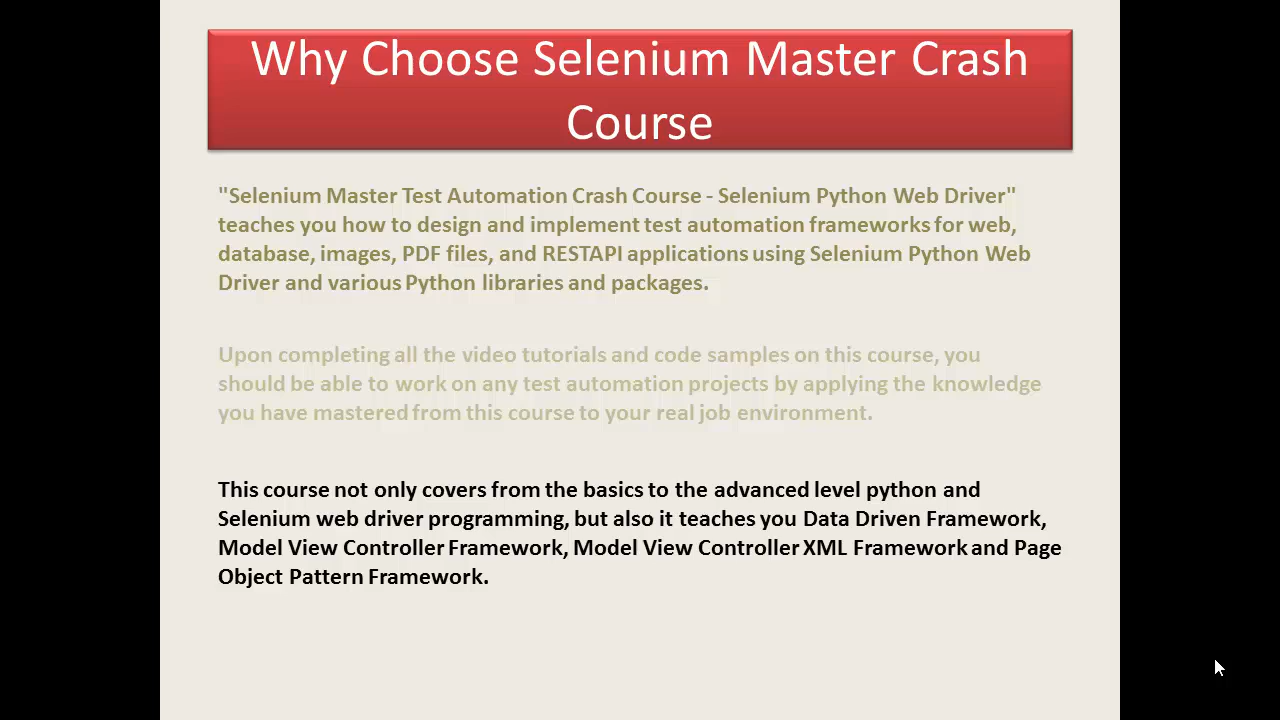 Why Choose Selenium Master Crash
Course
"Selenium Master Test Automation Crash Course - Selenium Python Web Driver"
teaches you how to design and implement test automation frameworks for web,
database, images, PDF files, and RESTAPI applications using Selenium Python Web
Driver and various Python libraries and packages.
Upon completing all the video tutorials and code samples on this course, you
should be able to work on any test automation projects by applying the knowledge
you have mastered from this course to your real job environment.
This course not only covers from the basics to the advanced level python and
Selenium web driver programming, but also it teaches you Data Driven Framework,
Model View Controller Framework, Model View Controller XML Framework and Page
Object Pattern Framework.